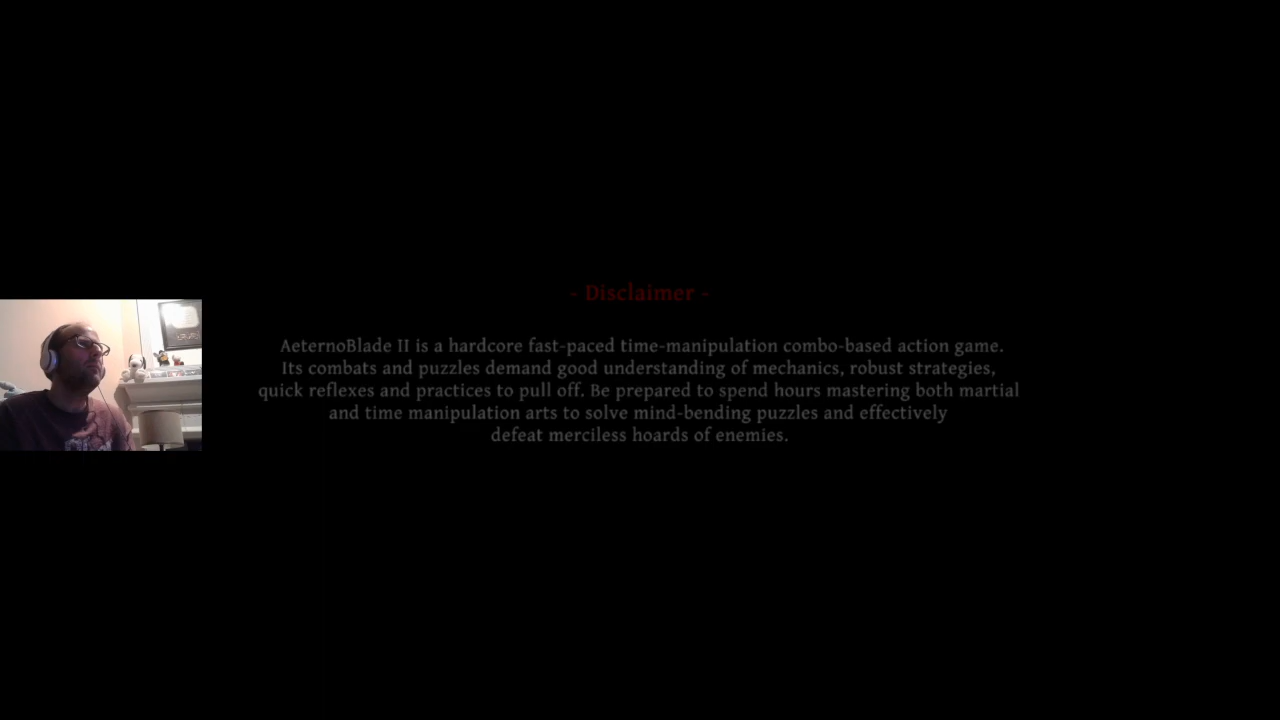 - Disclaimer -
AeternoBlade II is a hardcore fast-paced time-manipulation combo-based action game.
Its combats and puzzles demand good understanding of mechanics, robust strategies,
quick reflexes and practices to pull off. Be prepared to spend hours mastering both martial
and time manipulation arts to solve mind-bending puzzles and effectively
defeat merciless hoards of enemies.